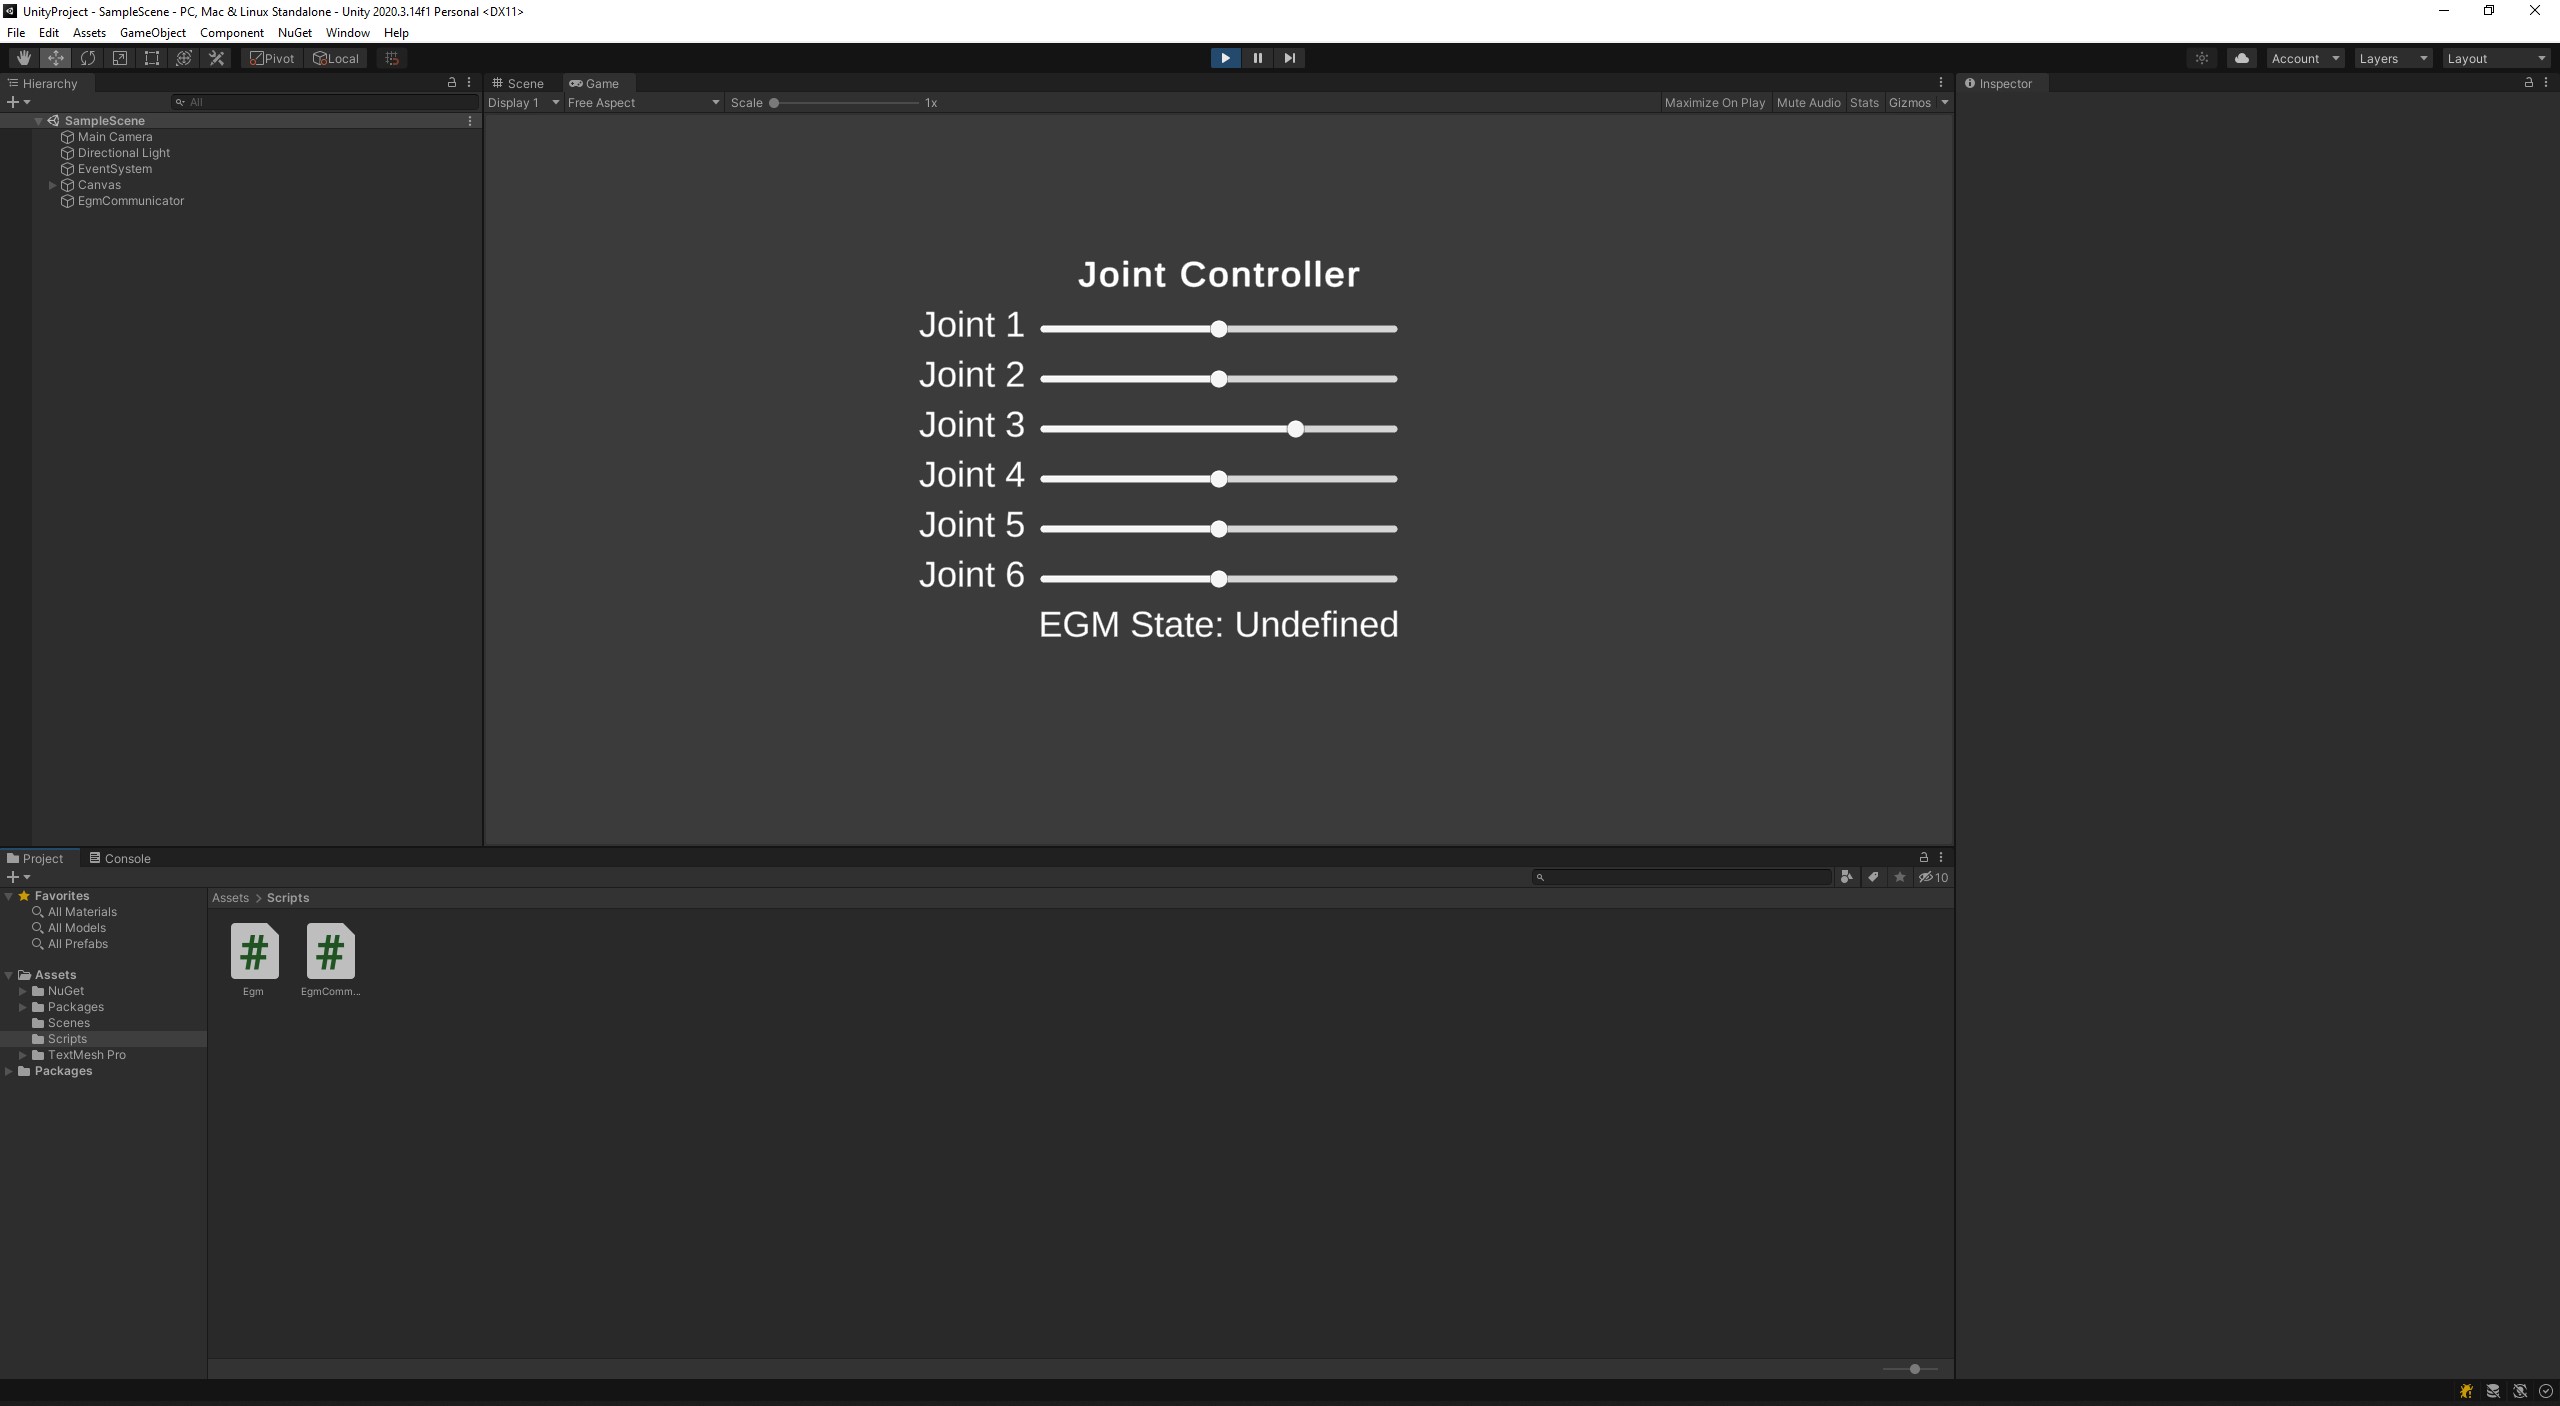 UnityProject - SampleScene - PC, Mac & Linux Standalone - Unity 2020.3.14f1 Personal <DX11>
File Edit Assets GameObject Component NuGet Window Help
Pivot Local Account Layers Layout
Hierarchy
All
SampleScene
Main Camera
Directional Light
EventSystem
Canvas
EgmCommunicator
Scene Game
Display 1 Free Aspect Scale 1x Maximize On Play Mute Audio Stats Gizmos
Joint Controller
Joint 1
Joint 2
Joint 3
Joint 4
Joint 5
Joint 6
EGM State: Undefined
Inspector
Project Console
10
Favorites
All Materials
All Models
All Prefabs
Assets
NuGet
Packages
Scenes
Scripts
TextMesh Pro
Packages
Assets > Scripts
Egm EgmComm...